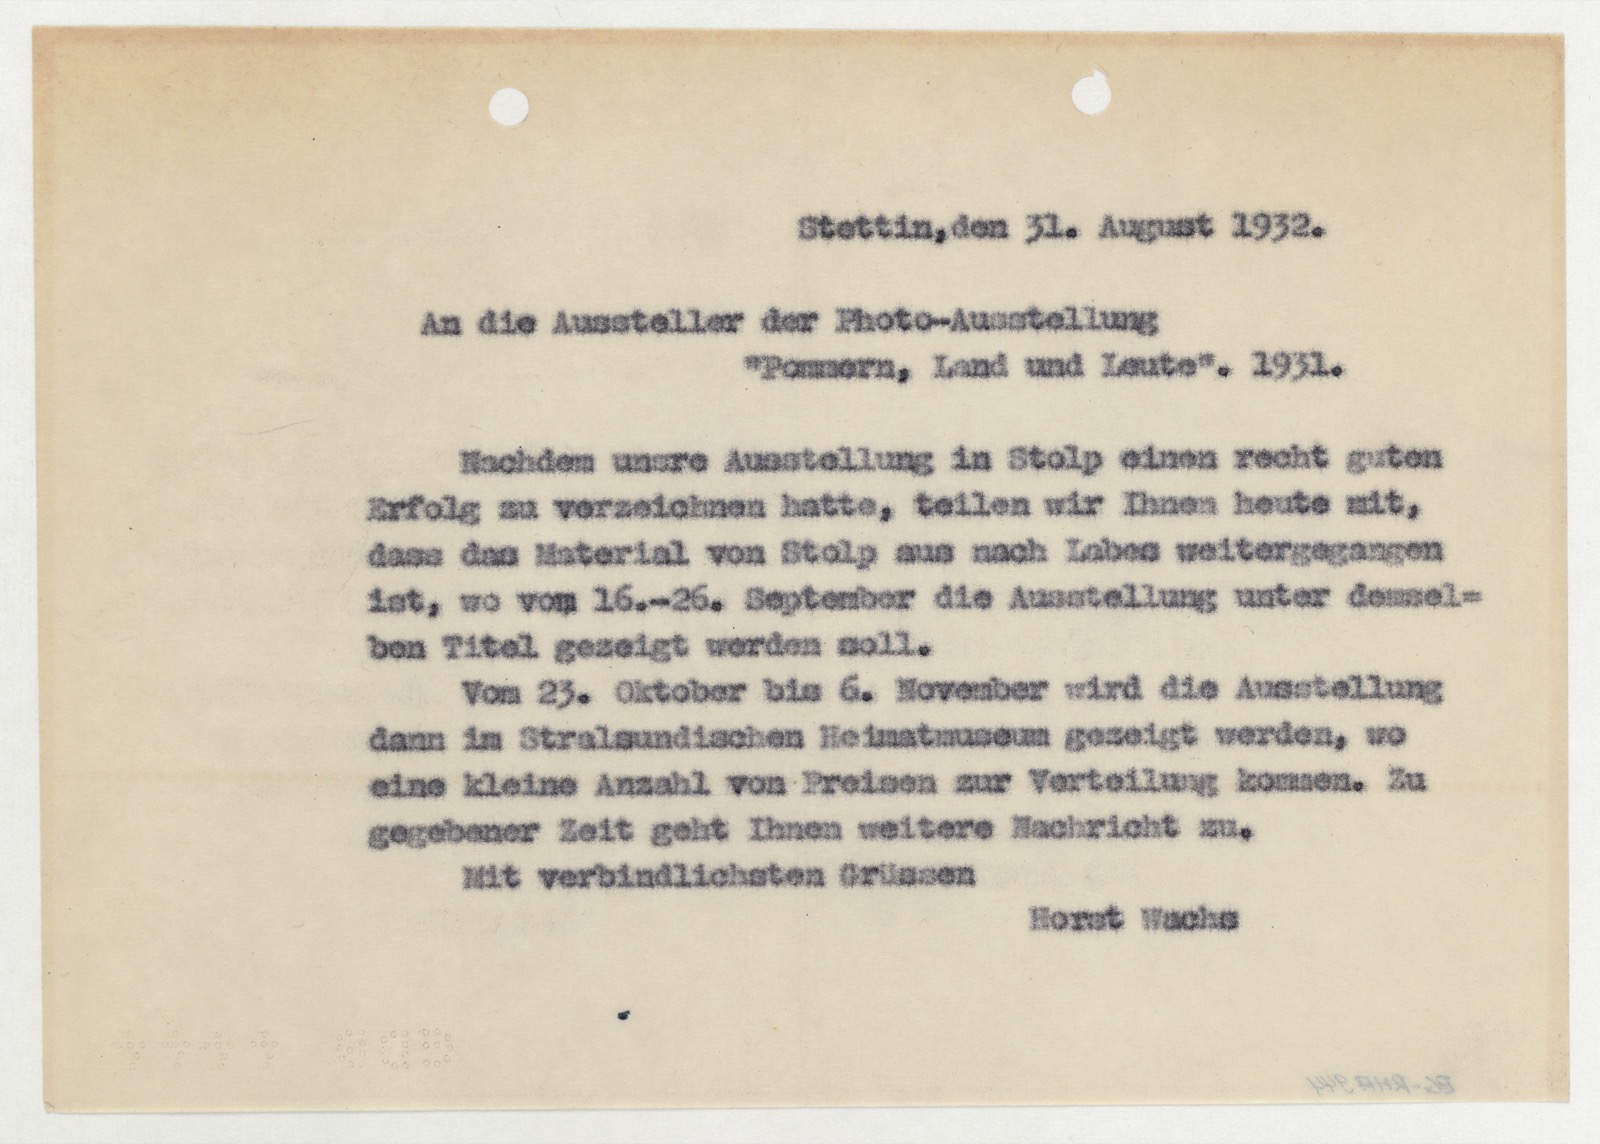 Stettin,den 31. August 1932.
An die Aussteller der Photo-Ausstellung
"Pommern, Land und Leute". 1931.
Nachdem unsre Ausstellung in Stolp einen recht guten
Erfolg zu verzeichnen hatte, teilen wir Ihnen heute mit,
dass das Material von Stolp aus nach Labes weitergegangen
ist, wo vom 16.-26. September die Ausstellung unter demsel=
ben Titel gezeigt werden soll.
Vom 23. Oktober bis 6. November wird die Ausstellung
dann im Stralsundischen Heimatmuseum gezeigt werden, wo
eine kleine Anzahl von Preisen zur Verteilung kommen. Zu
gegebener Zeit geht Ihnen weitere Nachricht zu.
Mit verbindlichsten Grüssen
Horst Wachs